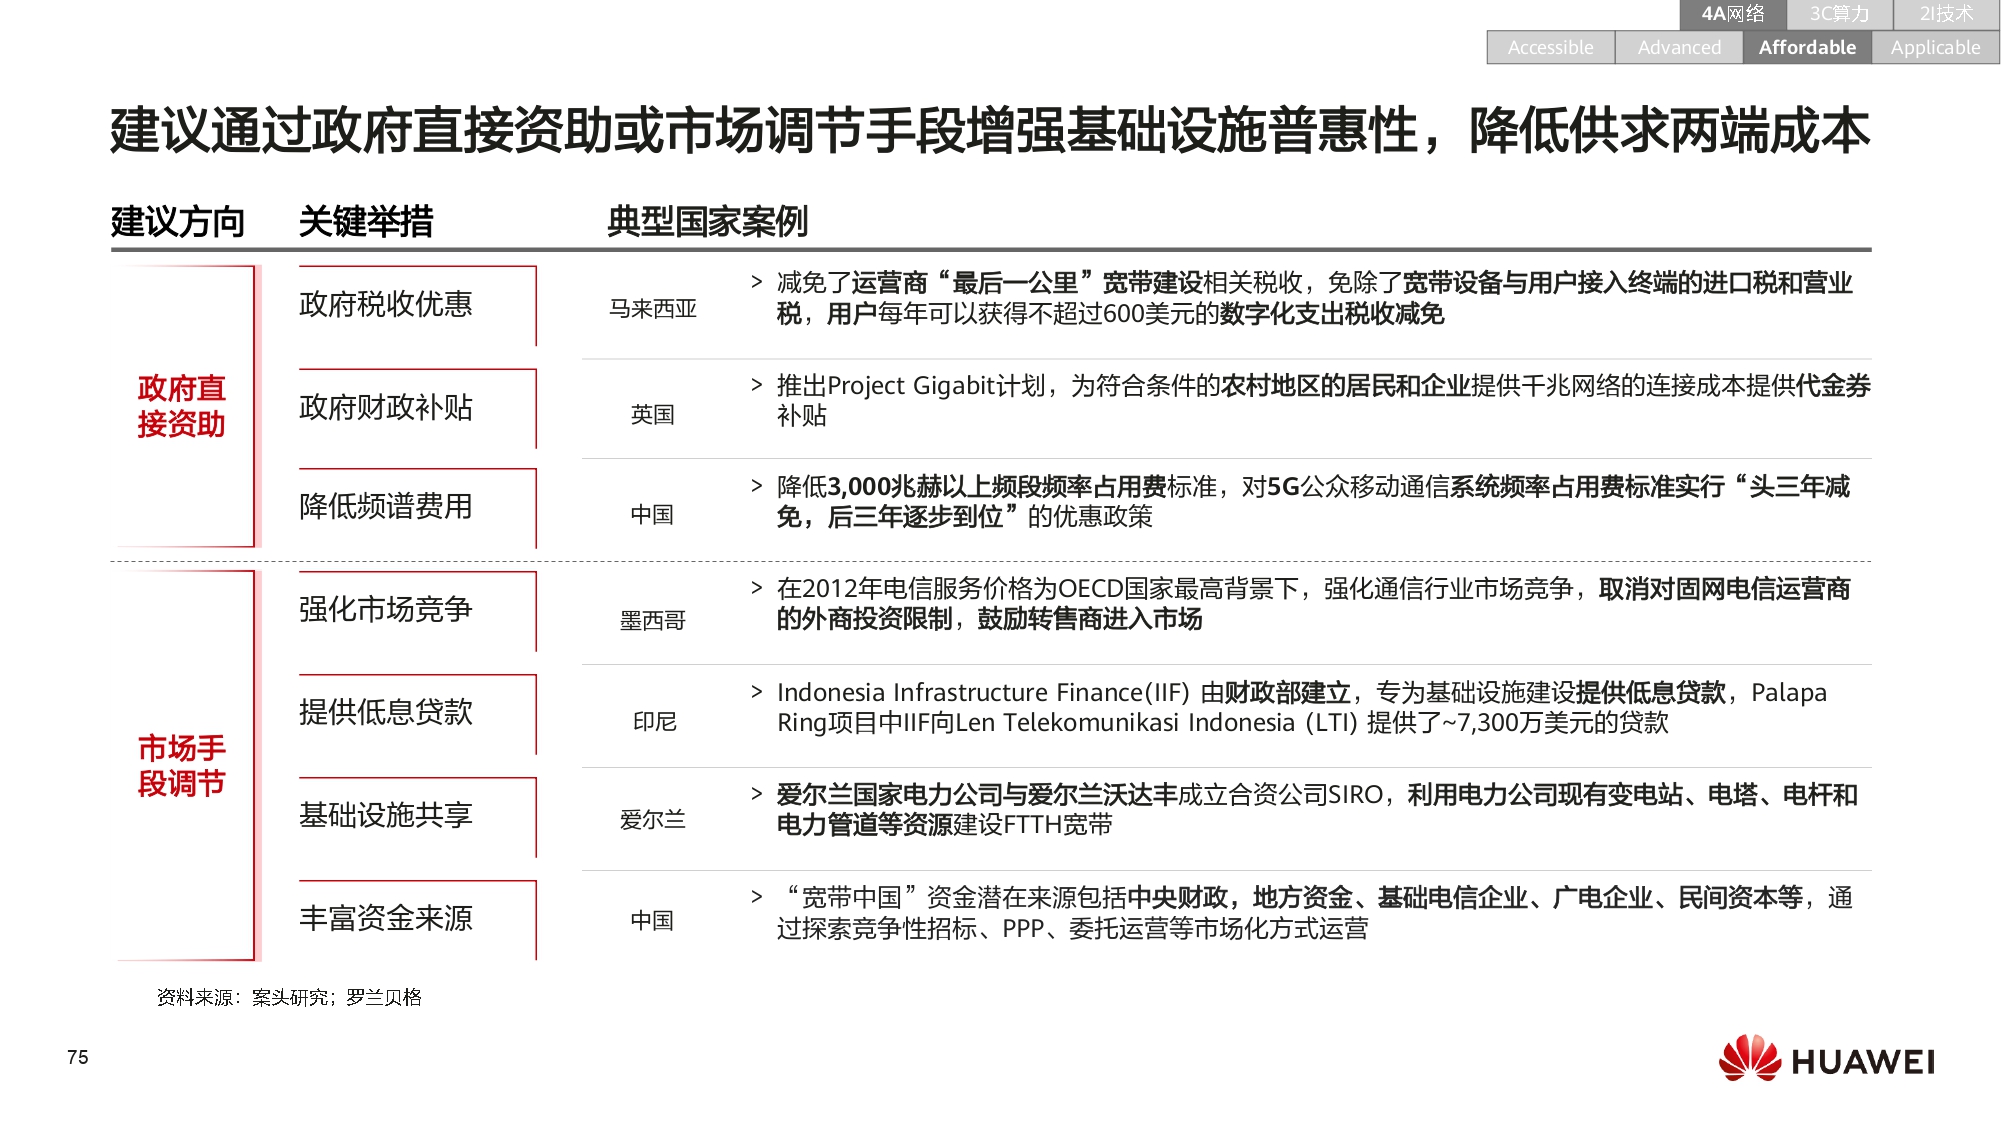 4A网络 3C算力 2I技术
Accessible Advanced Affordable Applicable
建议通过政府直接资助或市场调节手段增强基础设施普惠性，降低供求两端成本
建议方向 关键举措 典型国家案例
政府直
接资助
政府税收优惠
马来西亚
> 减免了运营商“最后一公里”宽带建设相关税收，免除了宽带设备与用户接入终端的进口税和营业
税，用户每年可以获得不超过600美元的数字化支出税收减免
政府财政补贴
英国
> 推出Project Gigabit计划，为符合条件的农村地区的居民和企业提供千兆网络的连接成本提供代金券
补贴
降低频谱费用
中国
> 降低3,000兆赫以上频段频率占用费标准，对5G公众移动通信系统频率占用费标准实行“头三年减
免，后三年逐步到位”的优惠政策
市场手
段调节
强化市场竞争
墨西哥
> 在2012年电信服务价格为OECD国家最高背景下，强化通信行业市场竞争，取消对固网电信运营商
的外商投资限制，鼓励转售商进入市场
提供低息贷款
印尼
> Indonesia Infrastructure Finance(IIF) 由财政部建立，专为基础设施建设提供低息贷款，Palapa
Ring项目中IIF向Len Telekomunikasi Indonesia (LTI) 提供了~7,300万美元的贷款
基础设施共享
爱尔兰
> 爱尔兰国家电力公司与爱尔兰沃达丰成立合资公司SIRO，利用电力公司现有变电站、电塔、电杆和
电力管道等资源建设FTTH宽带
丰富资金来源
中国
> “宽带中国”资金潜在来源包括中央财政，地方资金、基础电信企业、广电企业、民间资本等，通
过探索竞争性招标、PPP、委托运营等市场化方式运营
资料来源：案头研究；罗兰贝格
75
HUAWEI